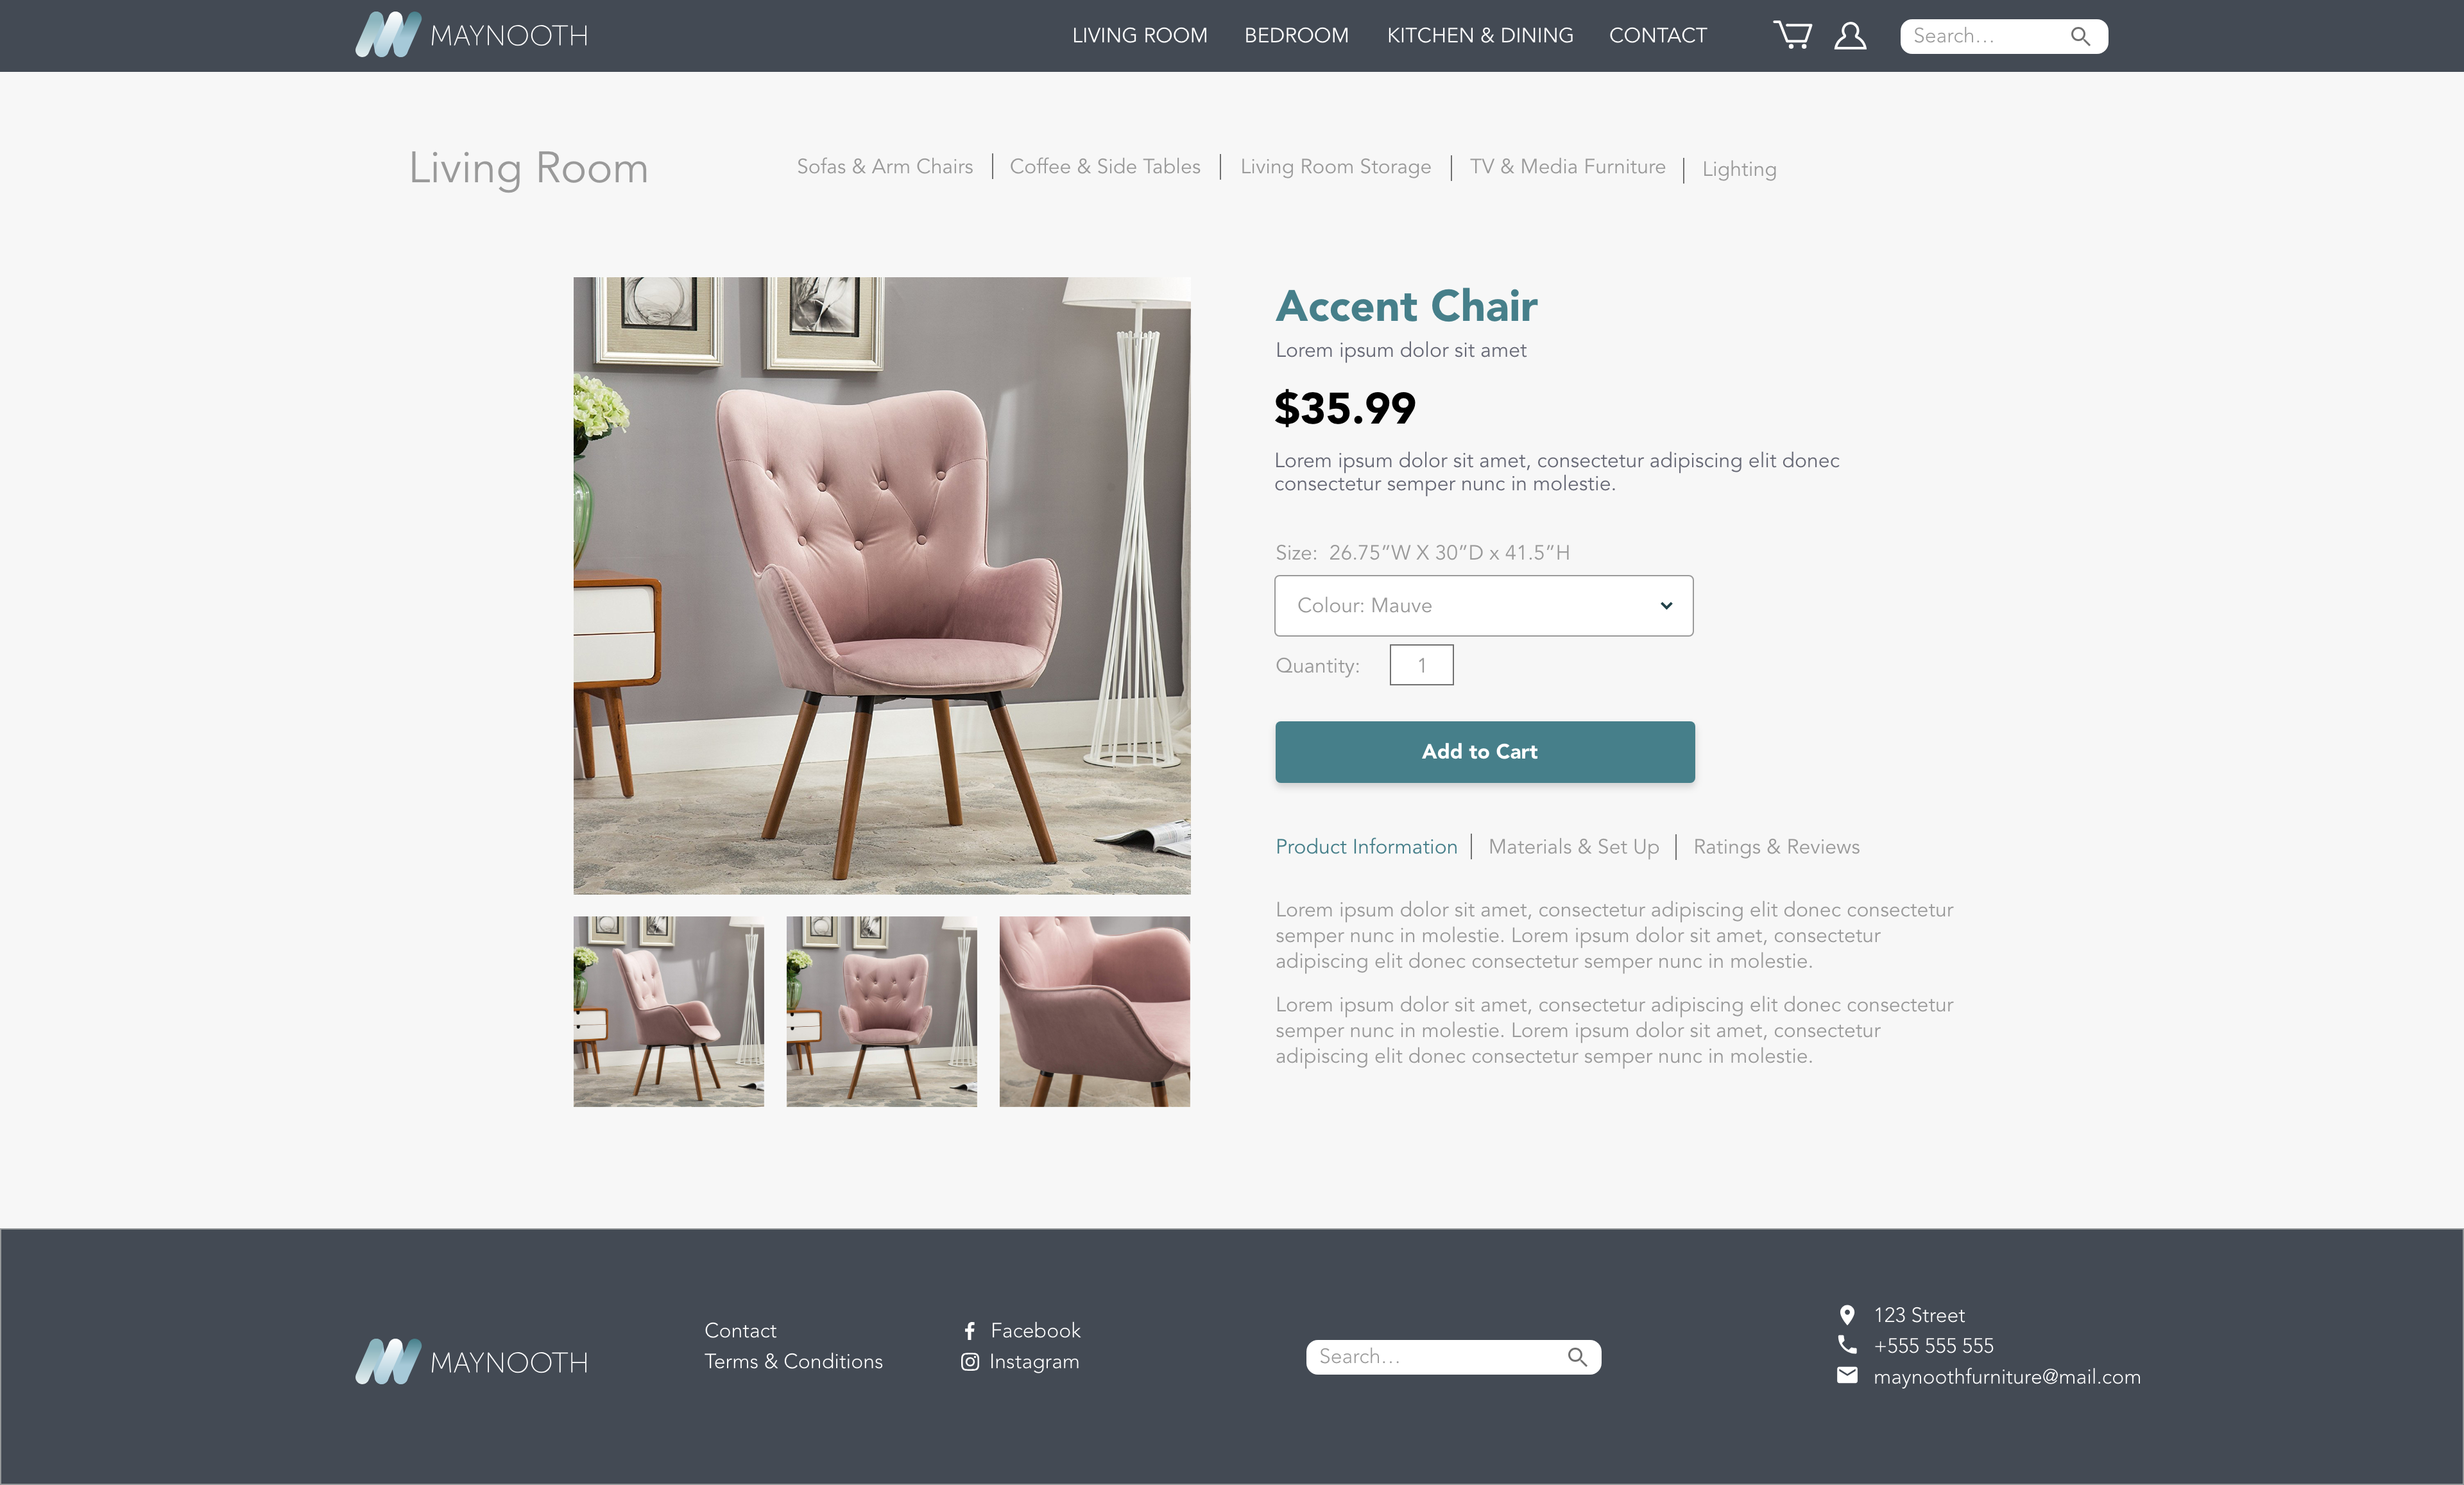 MAYNOOTH
LIVING ROOM
BEDROOM
KITCHEN & DINING
CONTACT
Search...
Living Room
Sofas & Arm Chairs
Coffee & Side Tables
Living Room Storage
TV & Media Furniture
Lighting
Accent Chair
Lorem ipsum dolor sit amet
$35.99
Lorem ipsum dolor sit amet, consectetur adipiscing elit donec
consectetur semper nunc in molestie.
Size: 26.75”W X 30”D x 41.5”H
Colour: Mauve
Quantity: 1
Add to Cart
Product Information
Materials & Set Up
Ratings & Reviews
Lorem ipsum dolor sit amet, consectetur adipiscing elit donec consectetur
semper nunc in molestie. Lorem ipsum dolor sit amet, consectetur
adipiscing elit donec consectetur semper nunc in molestie.
Lorem ipsum dolor sit amet, consectetur adipiscing elit donec consectetur
semper nunc in molestie. Lorem ipsum dolor sit amet, consectetur
adipiscing elit donec consectetur semper nunc in molestie.
MAYNOOTH
Contact
Terms & Conditions
Facebook
Instagram
Search...
123 Street
+555 555 555
maynoothfurniture@mail.com